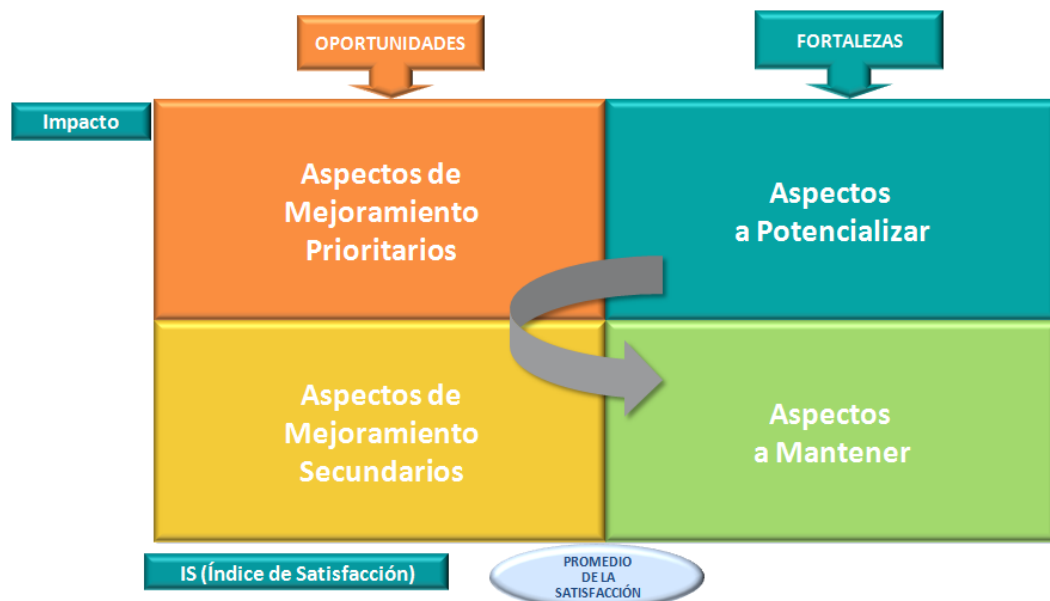 OPORTUNIDADES
FORTALEZAS
Impacto
Aspectos de
Mejoramiento
Prioritarios
Aspectos
a Potencializar
Aspectos de
Mejoramiento
Secundarios
Aspectos
a Mantener
IS (Índice de Satisfacción)
PROMEDIO
DE LA
SATISFACCIÓN